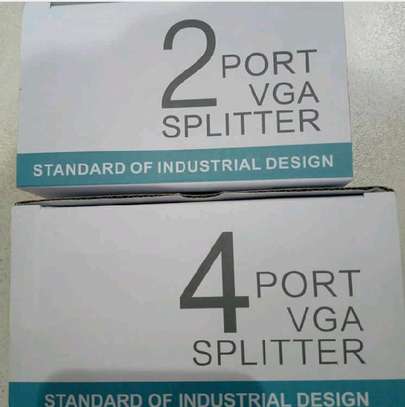 2 PORT
VGA
SPLITTER
STANDARD OF INDUSTRIAL DESIGN
4 PORT
VGA
SPLITTER
STANDARD OF INDUSTRIAL DESIGN